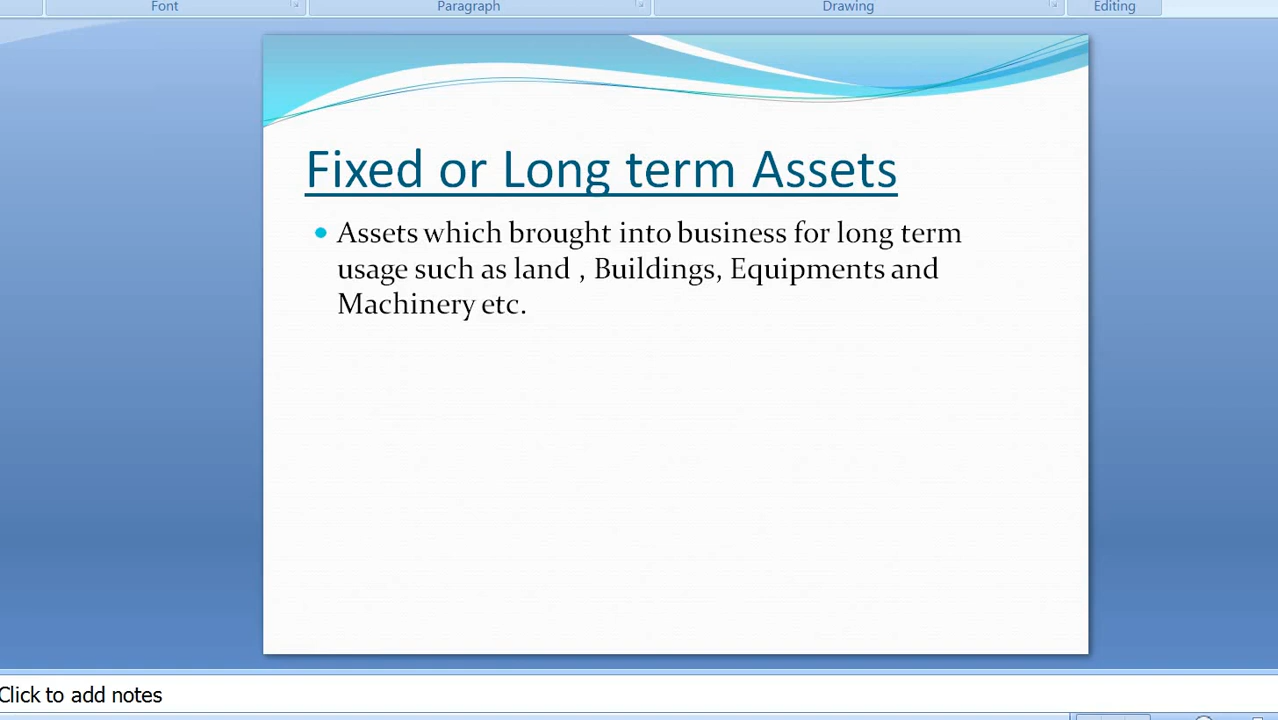 Font Paragraph Drawing Editing
Fixed or Long term Assets
Assets which brought into business for long term
usage such as land , Buildings, Equipments and
Machinery etc.
Click to add notes